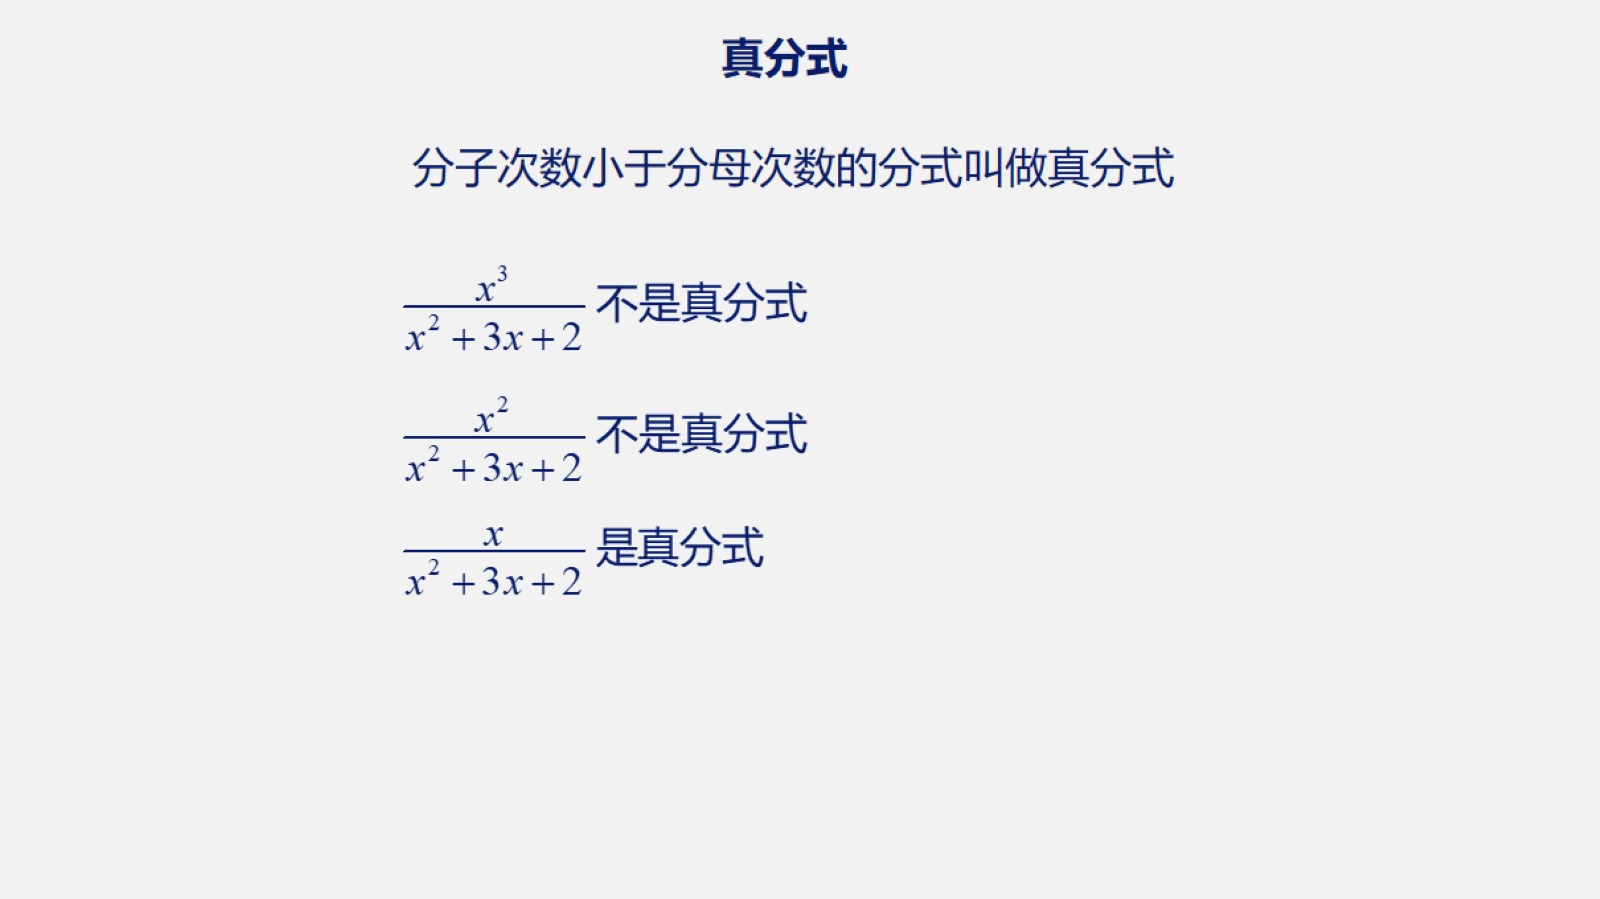 真分式
分子次数小于分母次数的分式叫做真分式
x³/(x² + 3x + 2) 不是真分式
x²/(x² + 3x + 2) 不是真分式
x/(x² + 3x + 2) 是真分式